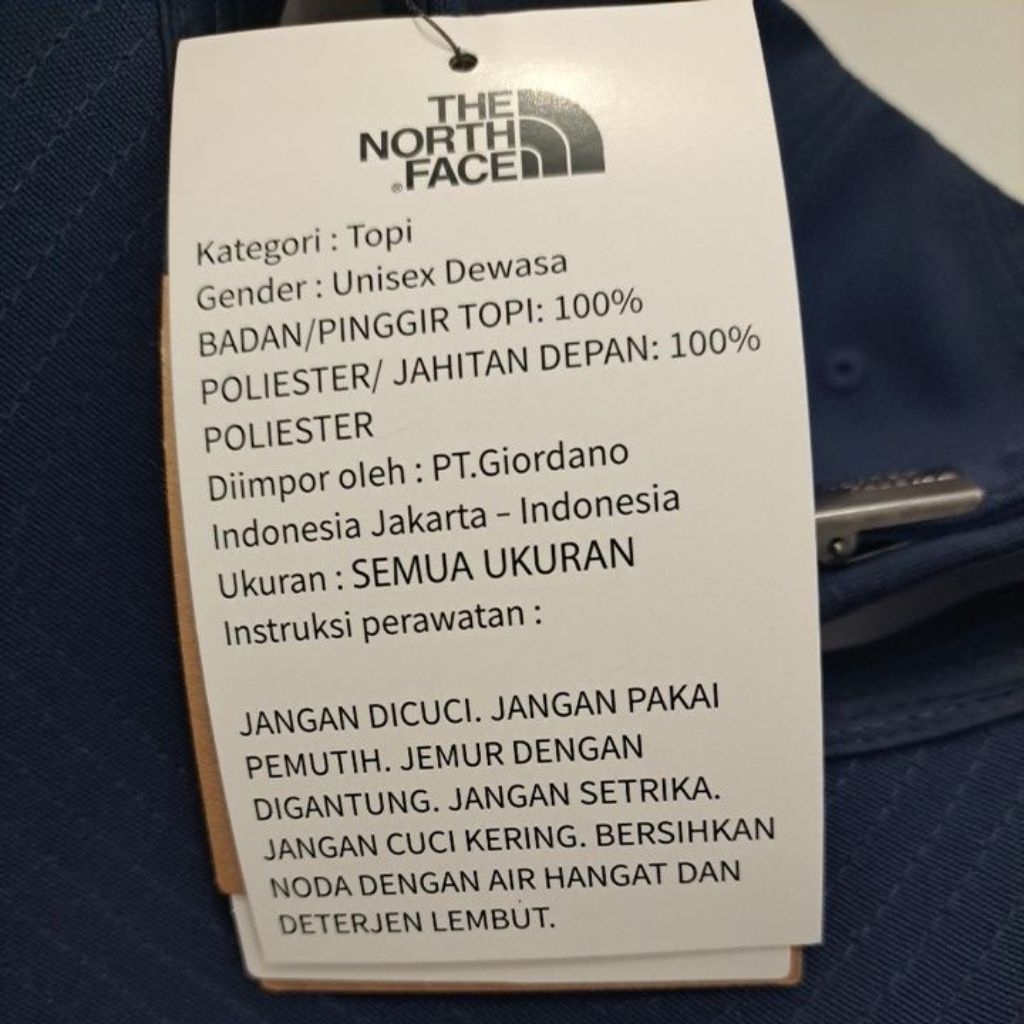 THE
NORTH
FACE®
Kategori : Topi
Gender : Unisex Dewasa
BADAN/PINGGIR TOPI: 100%
POLIESTER/ JAHITAN DEPAN: 100%
POLIESTER
Diimpor oleh : PT.Giordano
Indonesia Jakarta – Indonesia
Ukuran : SEMUA UKURAN
Instruksi perawatan :
JANGAN DICUCI. JANGAN PAKAI
PEMUTIH. JEMUR DENGAN
DIGANTUNG. JANGAN SETRIKA.
JANGAN CUCI KERING. BERSIHKAN
NODA DENGAN AIR HANGAT DAN
DETERJEN LEMBUT.